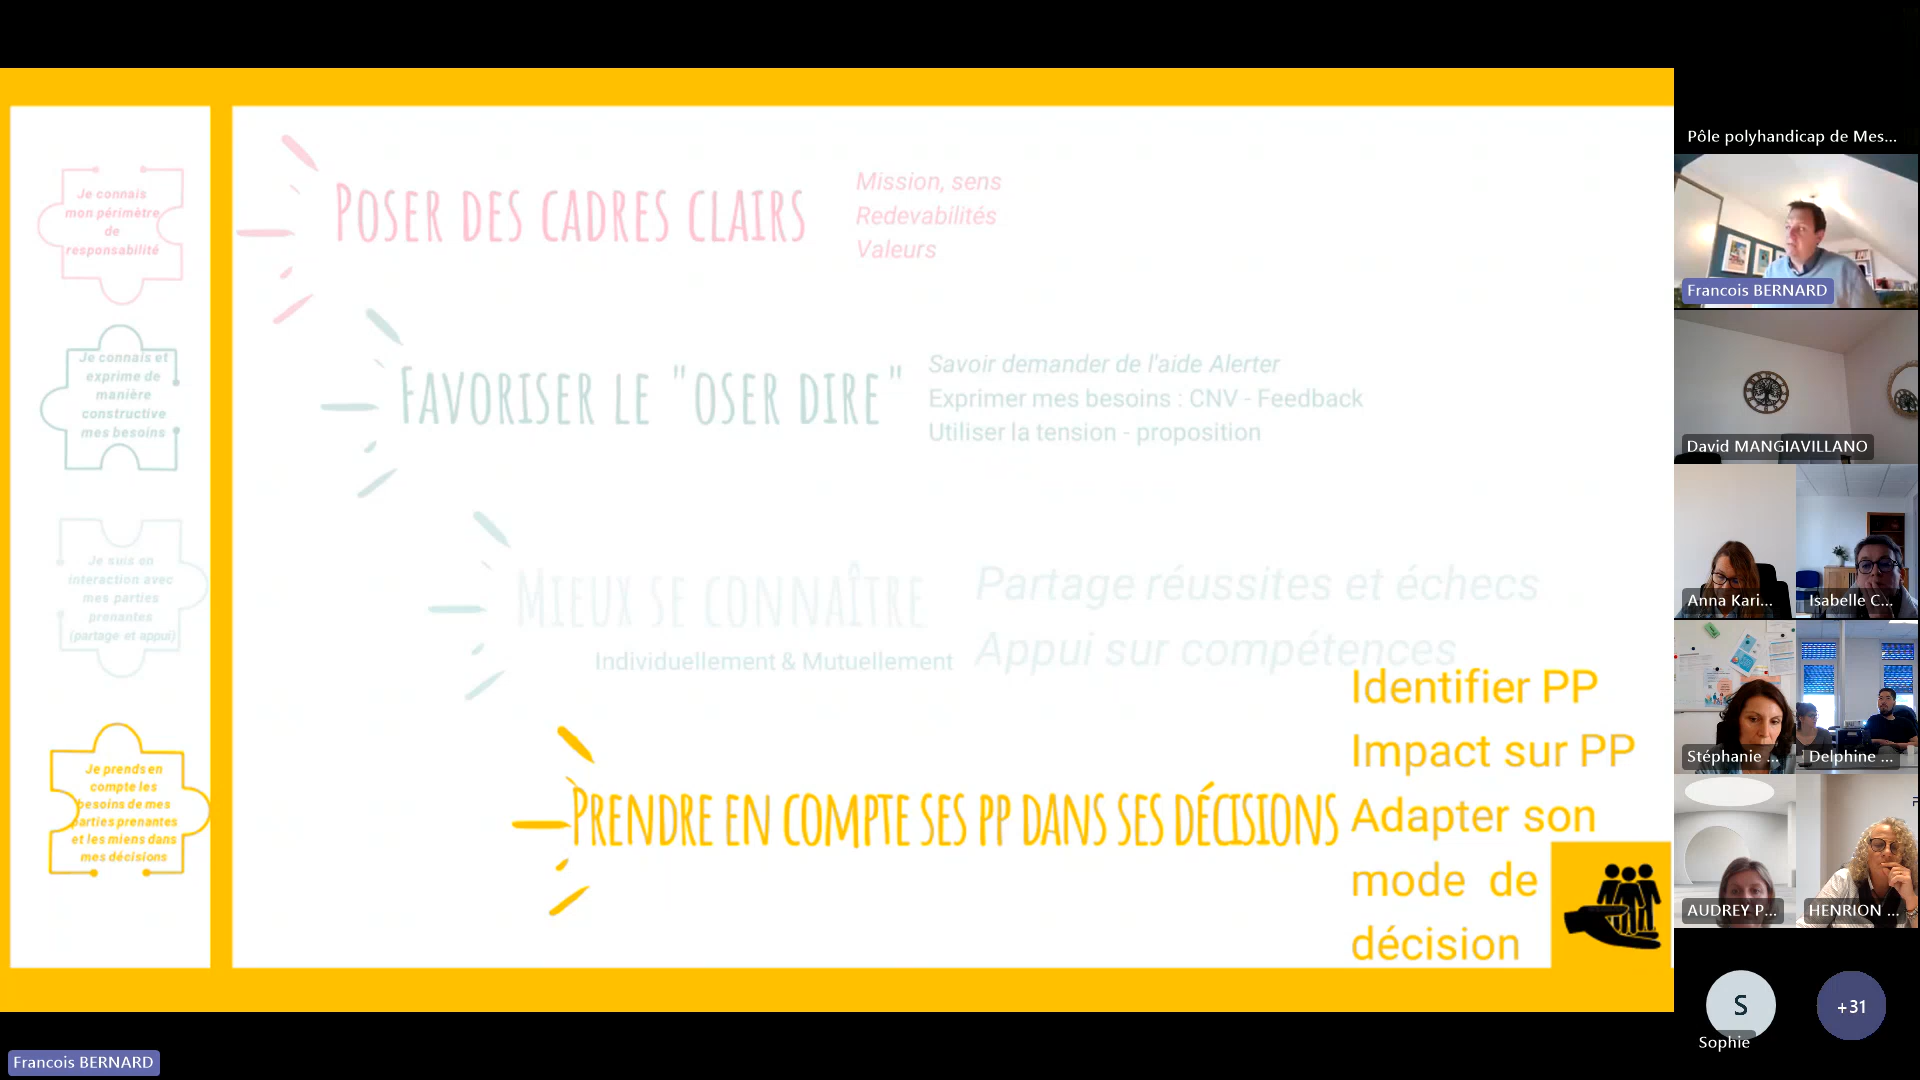 Je connais
mon périmètre
de
responsabilité
Je connais et
exprime de
manière
constructive
mes besoins
Je suis en
interaction avec
mes parties
prenantes
(partage et appui)
Je prends en
compte les
besoins de mes
parties prenantes
et les miens dans
mes décisions
POSER DES CADRES CLAIRS
Mission, sens
Redevabilités
Valeurs
FAVORISER LE "OSER DIRE"
Savoir demander de l'aide Alerter
Exprimer mes besoins : CNV - Feedback
Utiliser la tension - proposition
MIEUX SE CONNAÎTRE
Individuellement & Mutuellement
Partage réussites et échecs
Appui sur compétences
PRENDRE EN COMPTE SES PP DANS SES DÉCISIONS
Identifier PP
Impact sur PP
Adapter son
mode de
décision
Pôle polyhandicap de Mes...
Francois BERNARD
David MANGIAVILLANO
Anna Kari...
Isabelle C...
Stéphanie ...
Delphine ...
AUDREY P...
HENRION ...
S
Sophie
+31
Francois BERNARD